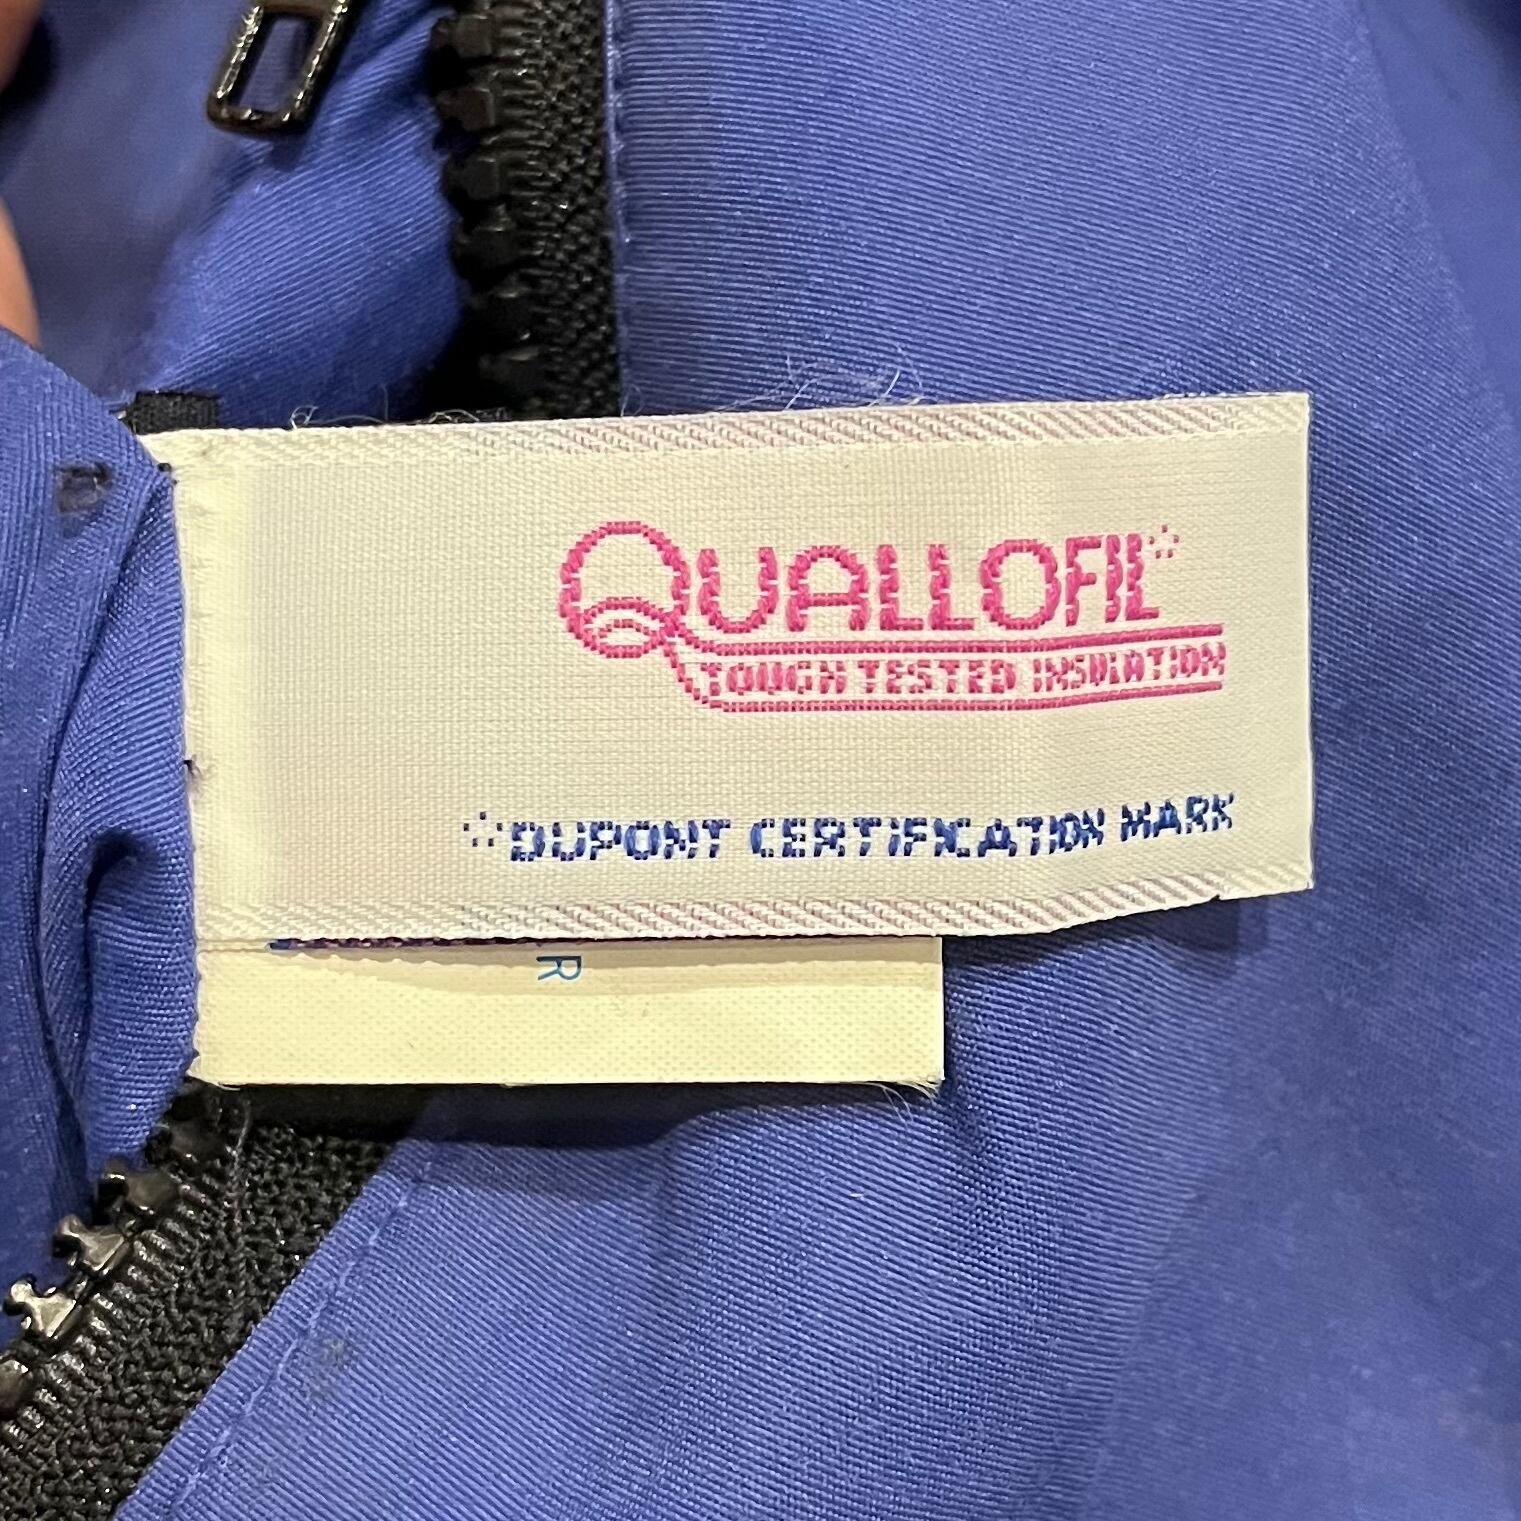 QUALLOFIL*
TOUGH TESTED INSULATION
*DUPONT CERTIFICATION MARK
R